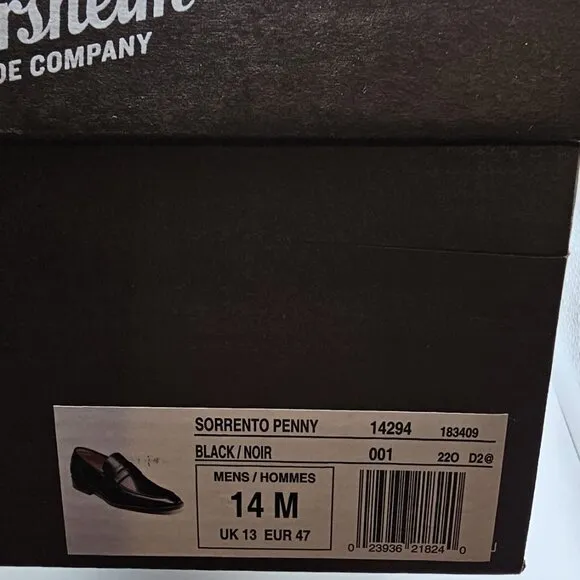 rsheim
DE COMPANY
SORRENTO PENNY 14294 183409
BLACK / NOIR 001 22O D2@
MENS / HOMMES
14 M
UK 13 EUR 47
0 23936 21824 0